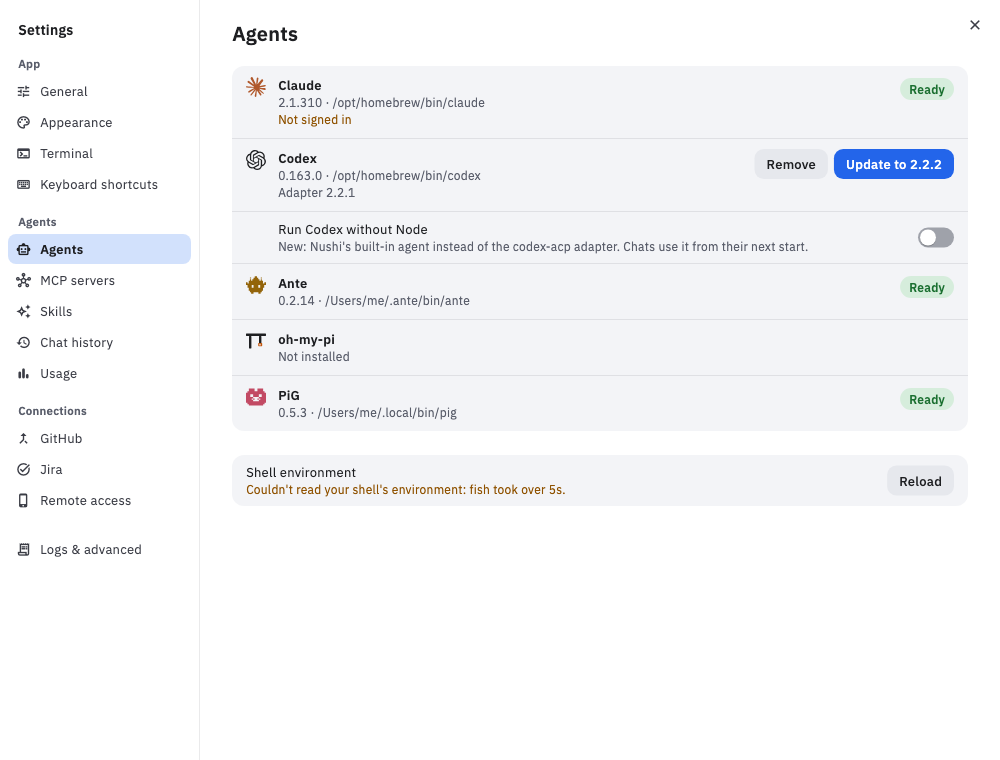 Settings
App
General
Appearance
Terminal
Keyboard shortcuts
Agents
Agents
MCP servers
Skills
Chat history
Usage
Connections
GitHub
Jira
Remote access
Logs & advanced
Agents
Claude
2.1.310 · /opt/homebrew/bin/claude
Not signed in
Ready
Codex
0.163.0 · /opt/homebrew/bin/codex
Adapter 2.2.1
Remove
Update to 2.2.2
Run Codex without Node
New: Nushi's built-in agent instead of the codex-acp adapter. Chats use it from their next start.
Ante
0.2.14 · /Users/me/.ante/bin/ante
Ready
oh-my-pi
Not installed
PiG
0.5.3 · /Users/me/.local/bin/pig
Ready
Shell environment
Couldn't read your shell's environment: fish took over 5s.
Reload